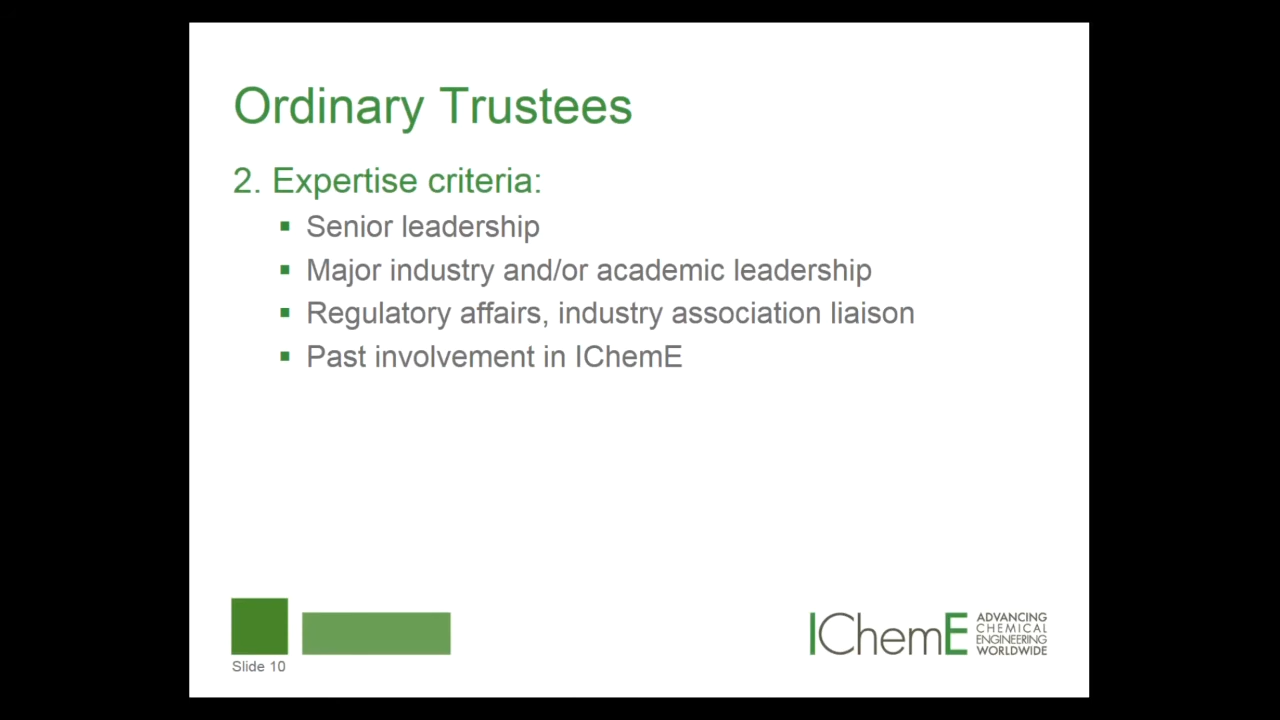 Ordinary Trustees
2. Expertise criteria:
Senior leadership
Major industry and/or academic leadership
Regulatory affairs, industry association liaison
Past involvement in IChemE
Slide 10
IChemE
ADVANCING
CHEMICAL
ENGINEERING
WORLDWIDE